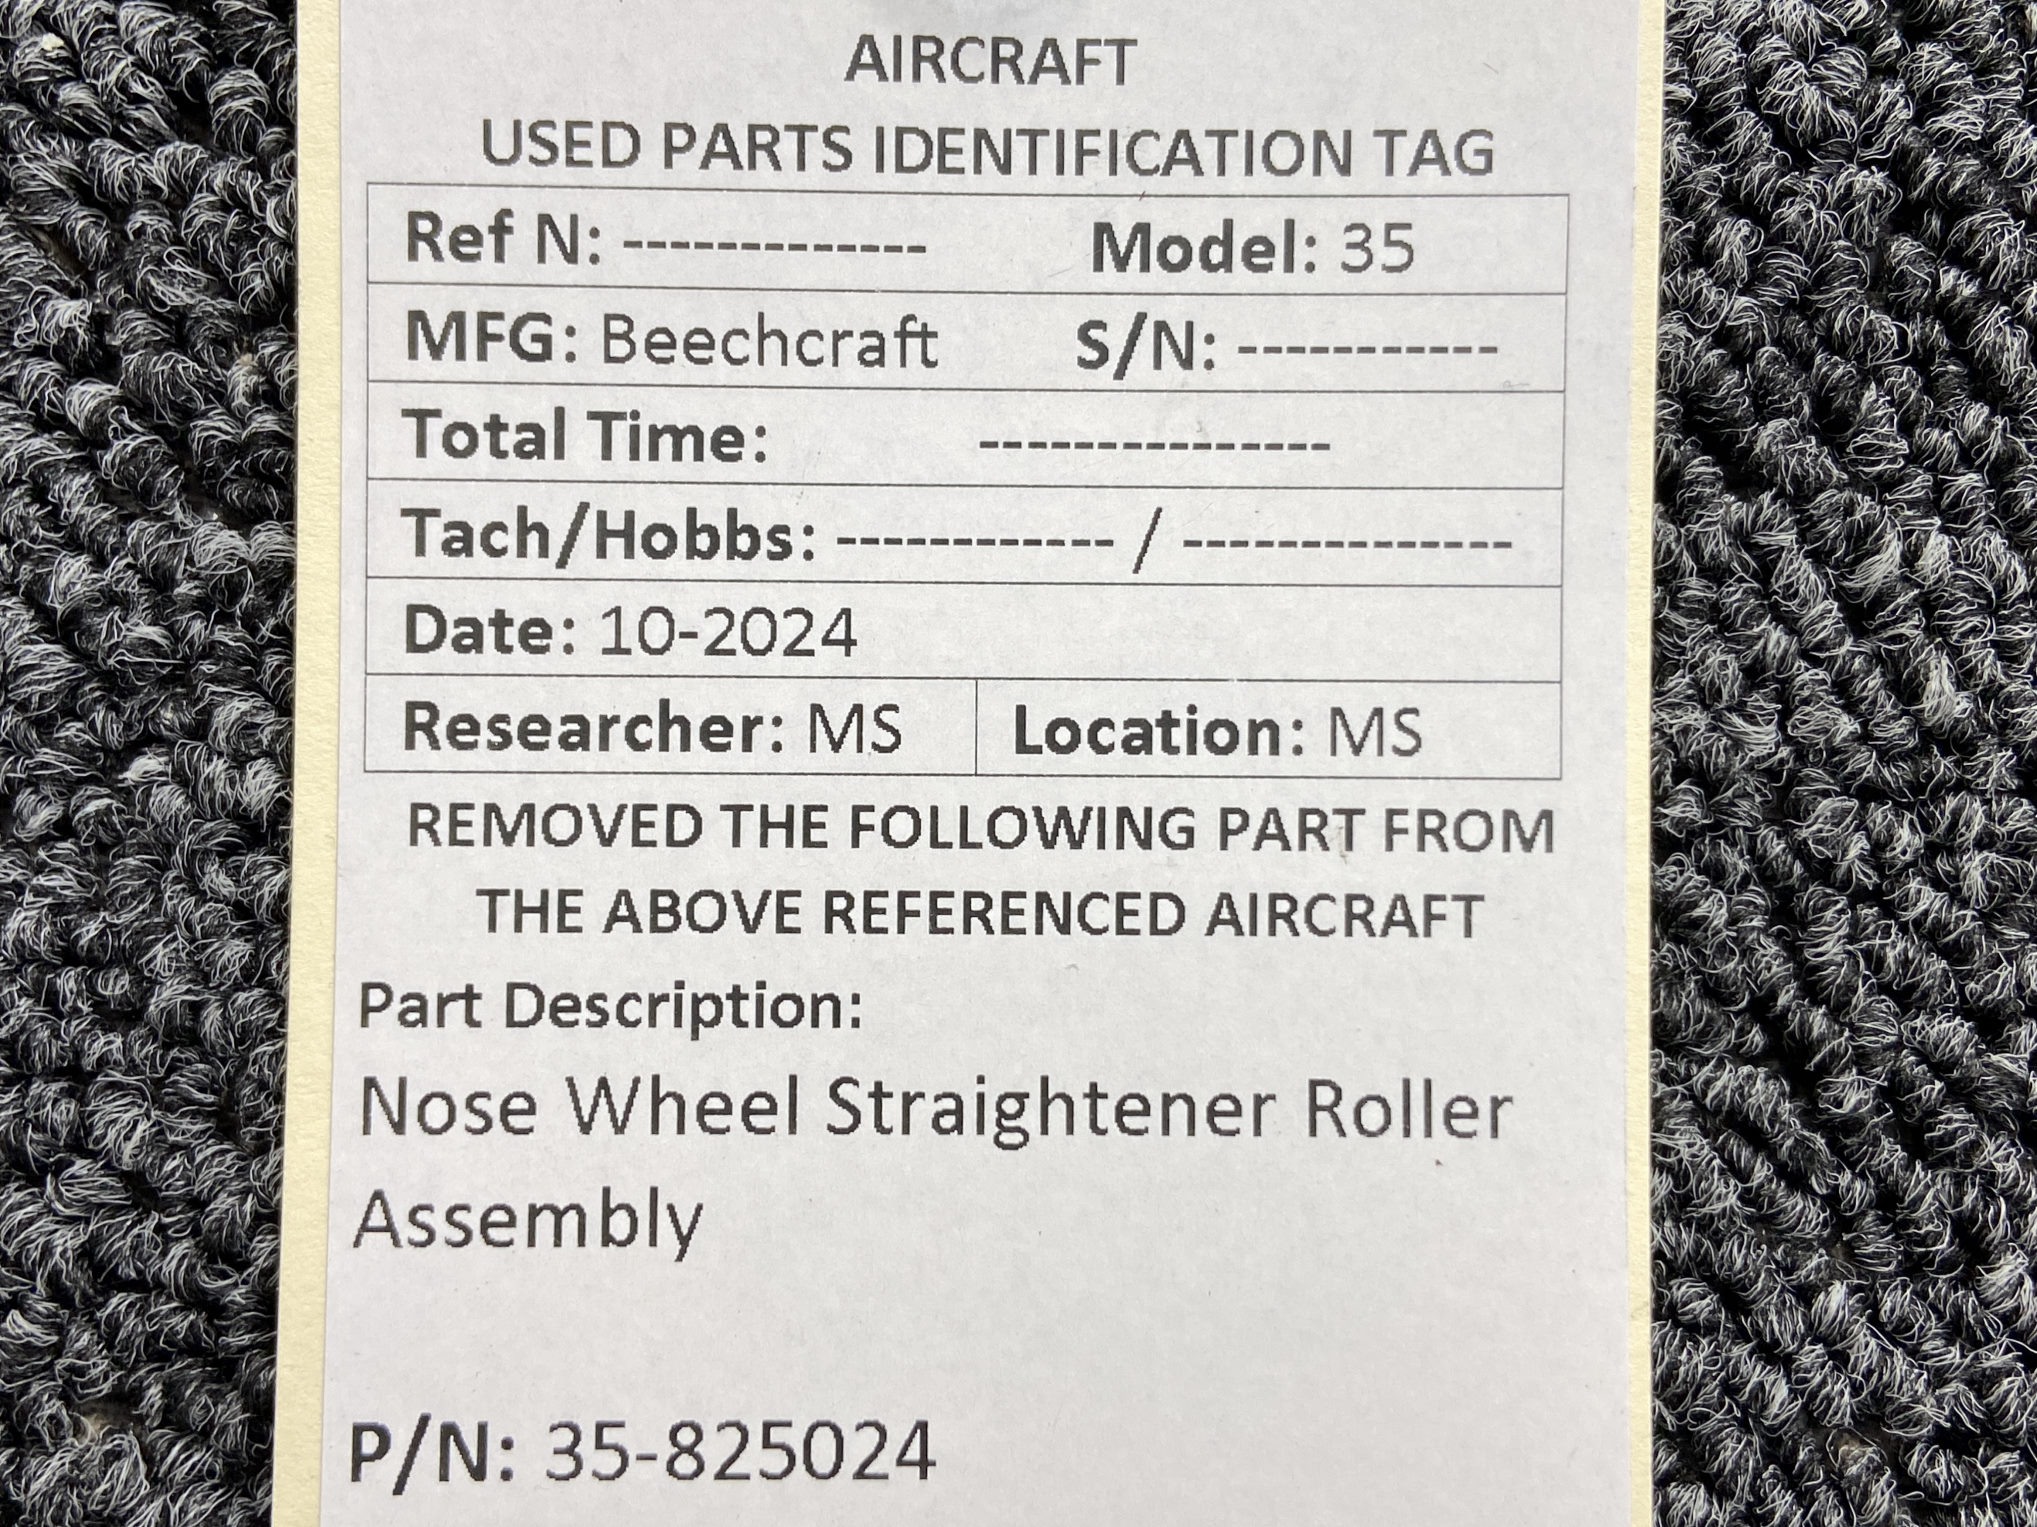 AIRCRAFT
USED PARTS IDENTIFICATION TAG
Ref N: ------------- Model: 35
MFG: Beechcraft S/N: -----------
Total Time: ---------------
Tach/Hobbs: ------------ / --------------
Date: 10-2024
Researcher: MS Location: MS
REMOVED THE FOLLOWING PART FROM
THE ABOVE REFERENCED AIRCRAFT
Part Description:
Nose Wheel Straightener Roller
Assembly
P/N: 35-825024